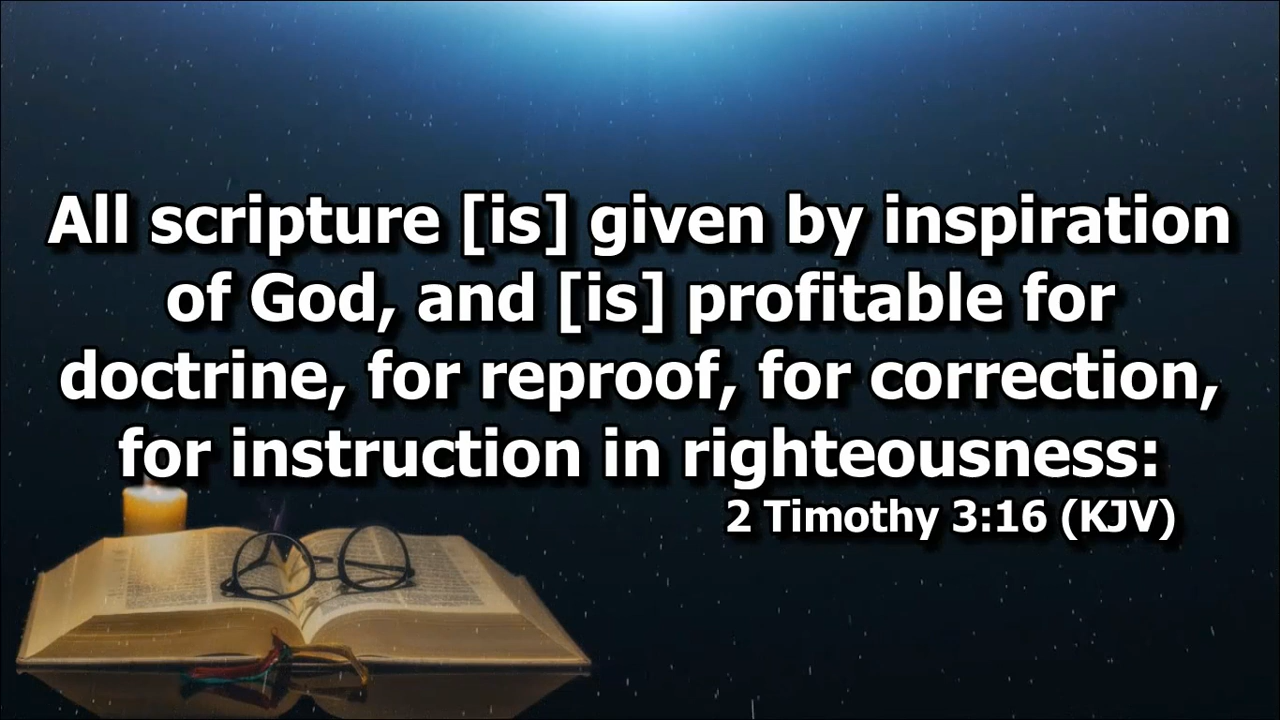 All scripture [is] given by inspiration
of God, and [is] profitable for
doctrine, for reproof, for correction,
for instruction in righteousness:
2 Timothy 3:16 (KJV)